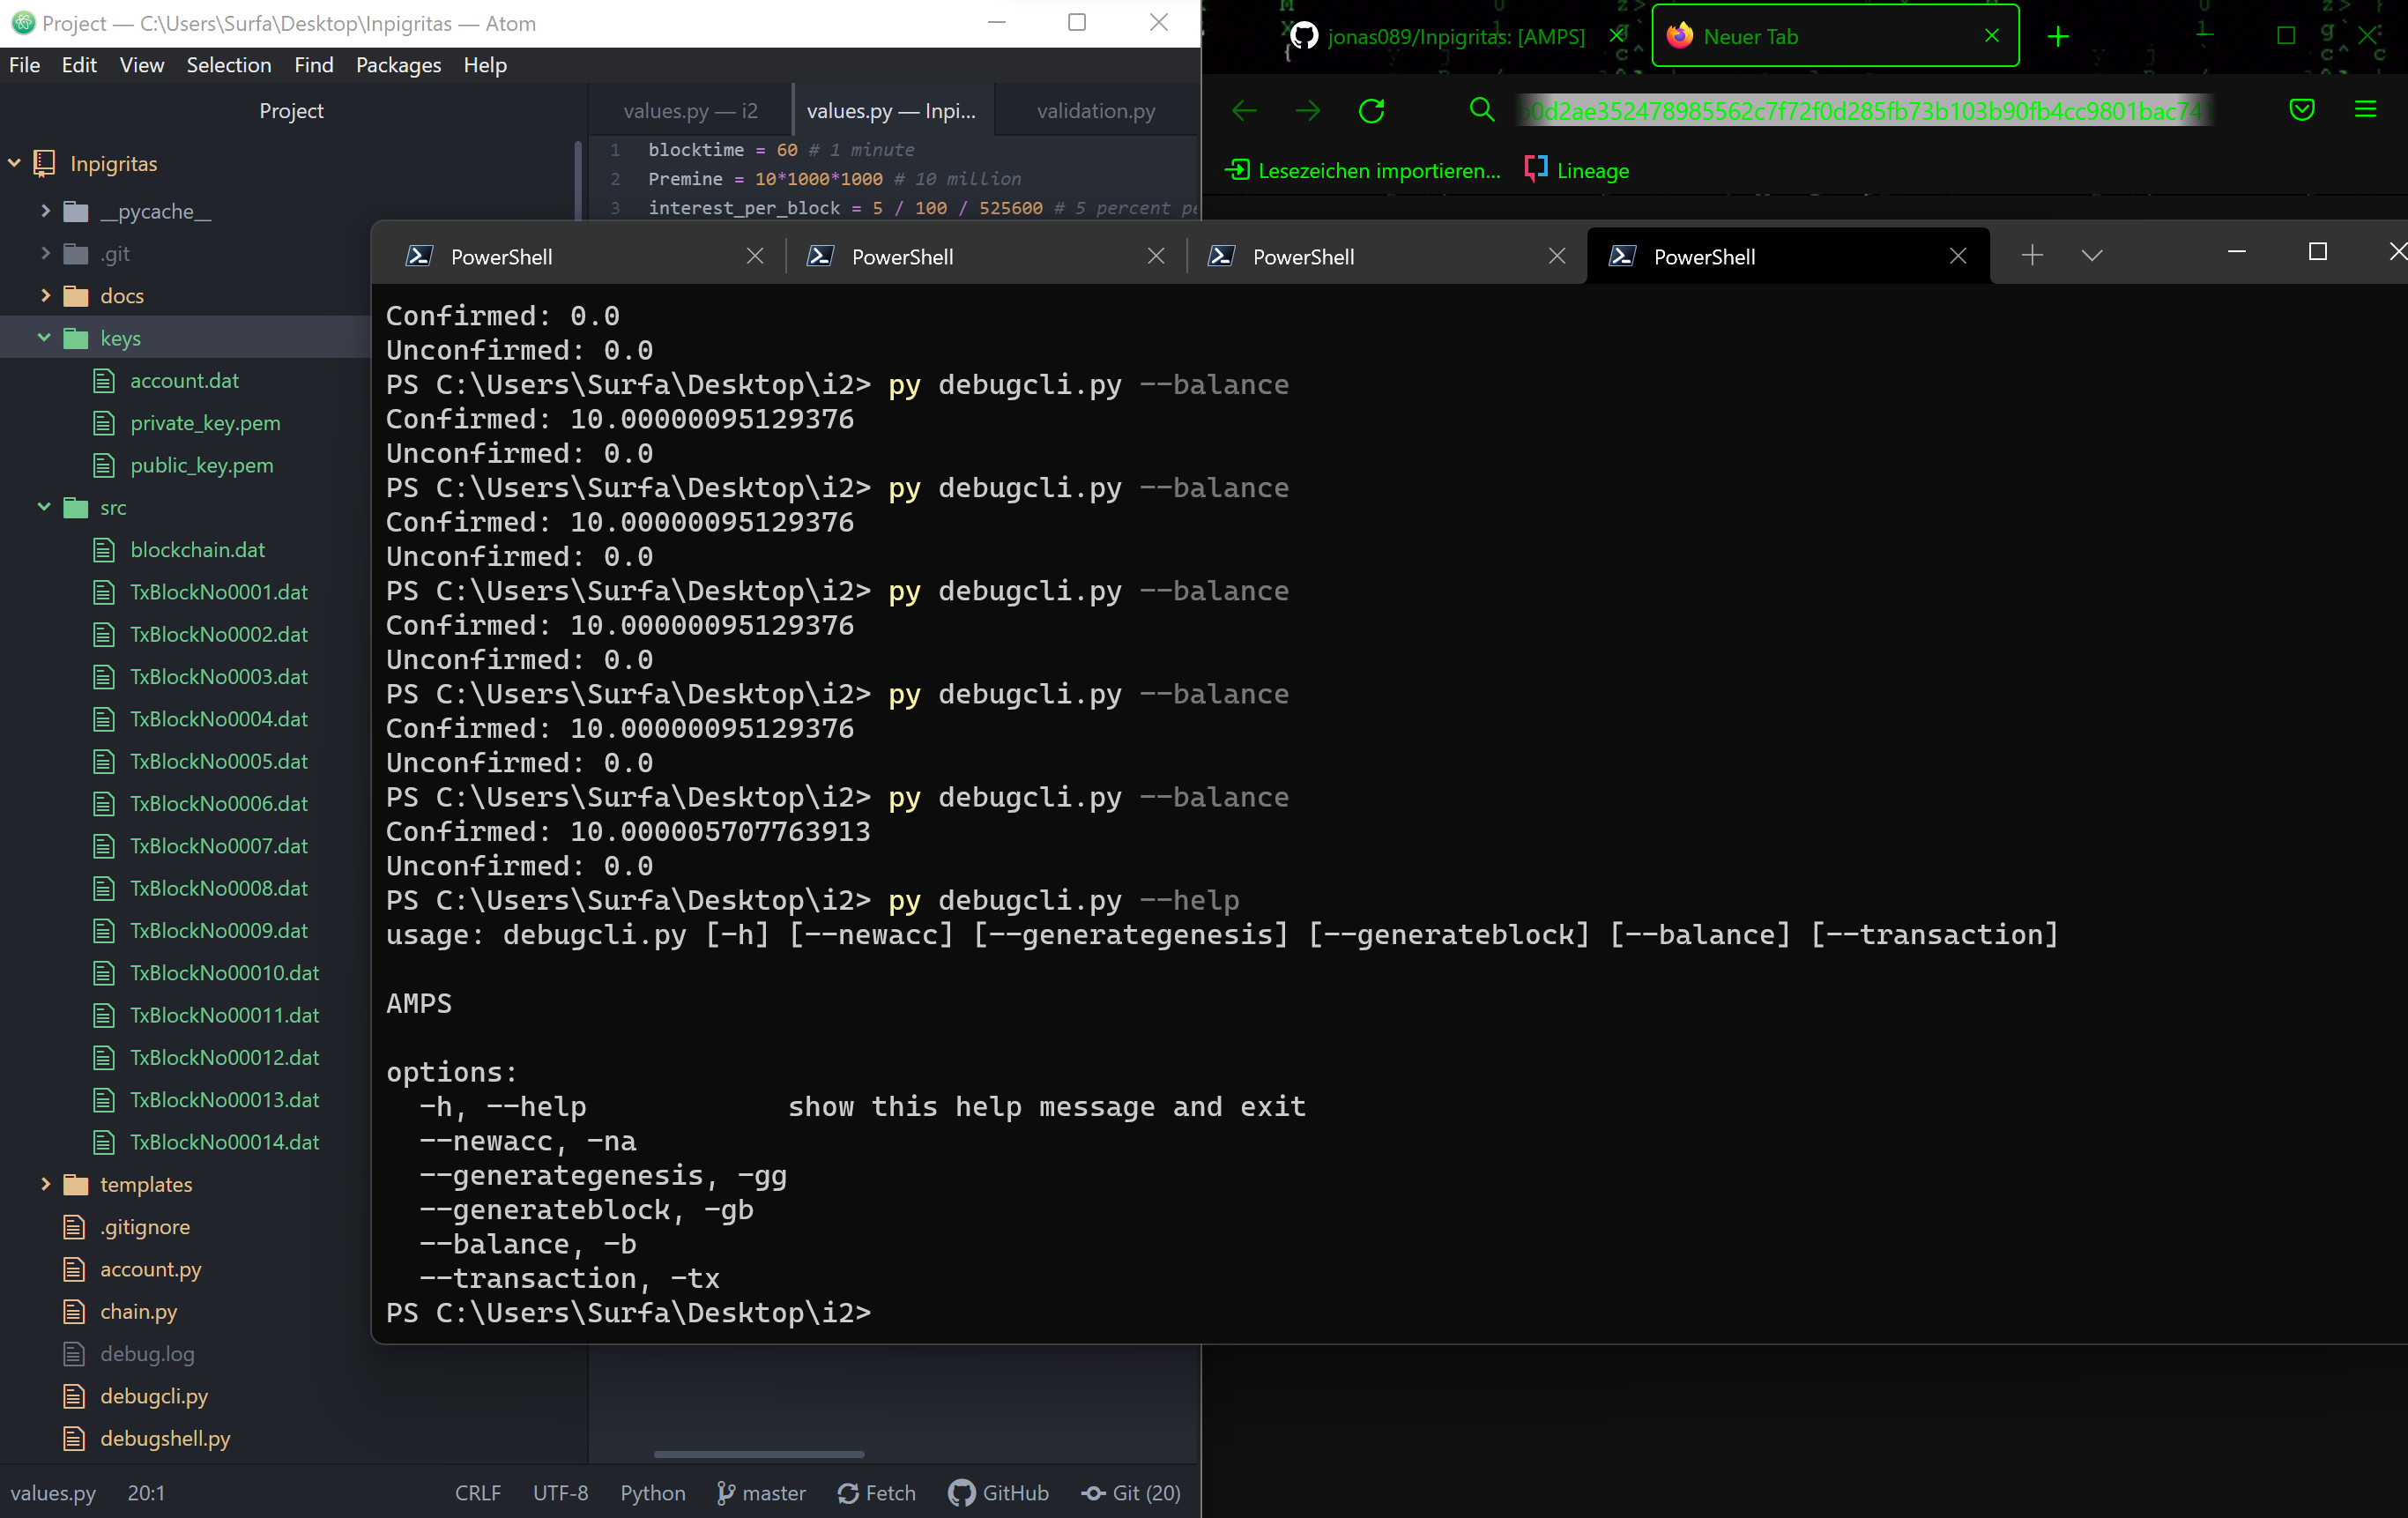 Project — C:\Users\Surfa\Desktop\Inpigritas — Atom
File Edit View Selection Find Packages Help
Project
Inpigritas
__pycache__
.git
docs
keys
account.dat
private_key.pem
public_key.pem
src
blockchain.dat
TxBlockNo0001.dat
TxBlockNo0002.dat
TxBlockNo0003.dat
TxBlockNo0004.dat
TxBlockNo0005.dat
TxBlockNo0006.dat
TxBlockNo0007.dat
TxBlockNo0008.dat
TxBlockNo0009.dat
TxBlockNo00010.dat
TxBlockNo00011.dat
TxBlockNo00012.dat
TxBlockNo00013.dat
TxBlockNo00014.dat
templates
.gitignore
account.py
chain.py
debug.log
debugcli.py
debugshell.py
values.py — i2 values.py — Inpi... validation.py
1 blocktime = 60 # 1 minute
2 Premine = 10*1000*1000 # 10 million
3 interest_per_block = 5 / 100 / 525600 # 5 percent
values.py 20:1 CRLF UTF-8 Python master Fetch GitHub Git (20)
jonas089/Inpigritas: [AMPS] Neuer Tab
0d2ae352478985562c7f72f0d285fb73b103b90fb4cc9801bac74
Lesezeichen importieren... Lineage
PowerShell PowerShell PowerShell PowerShell
Confirmed: 0.0
Unconfirmed: 0.0
PS C:\Users\Surfa\Desktop\i2> py debugcli.py --balance
Confirmed: 10.00000095129376
Unconfirmed: 0.0
PS C:\Users\Surfa\Desktop\i2> py debugcli.py --balance
Confirmed: 10.00000095129376
Unconfirmed: 0.0
PS C:\Users\Surfa\Desktop\i2> py debugcli.py --balance
Confirmed: 10.00000095129376
Unconfirmed: 0.0
PS C:\Users\Surfa\Desktop\i2> py debugcli.py --balance
Confirmed: 10.00000095129376
Unconfirmed: 0.0
PS C:\Users\Surfa\Desktop\i2> py debugcli.py --balance
Confirmed: 10.000005707763913
Unconfirmed: 0.0
PS C:\Users\Surfa\Desktop\i2> py debugcli.py --help
usage: debugcli.py [-h] [--newacc] [--generategenesis] [--generateblock] [--balance] [--transaction]
AMPS
options:
-h, --help show this help message and exit
--newacc, -na
--generategenesis, -gg
--generateblock, -gb
--balance, -b
--transaction, -tx
PS C:\Users\Surfa\Desktop\i2>